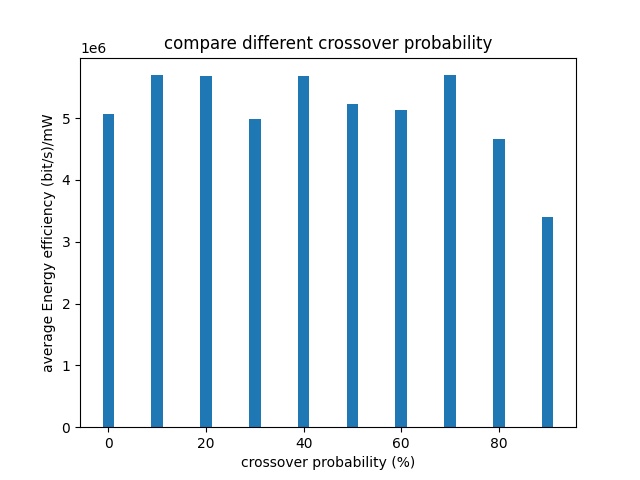 compare different crossover probability
1e6
5
4
3
2
1
0
average Energy efficiency (bit/s)/mW
0 20 40 60 80
crossover probability (%)